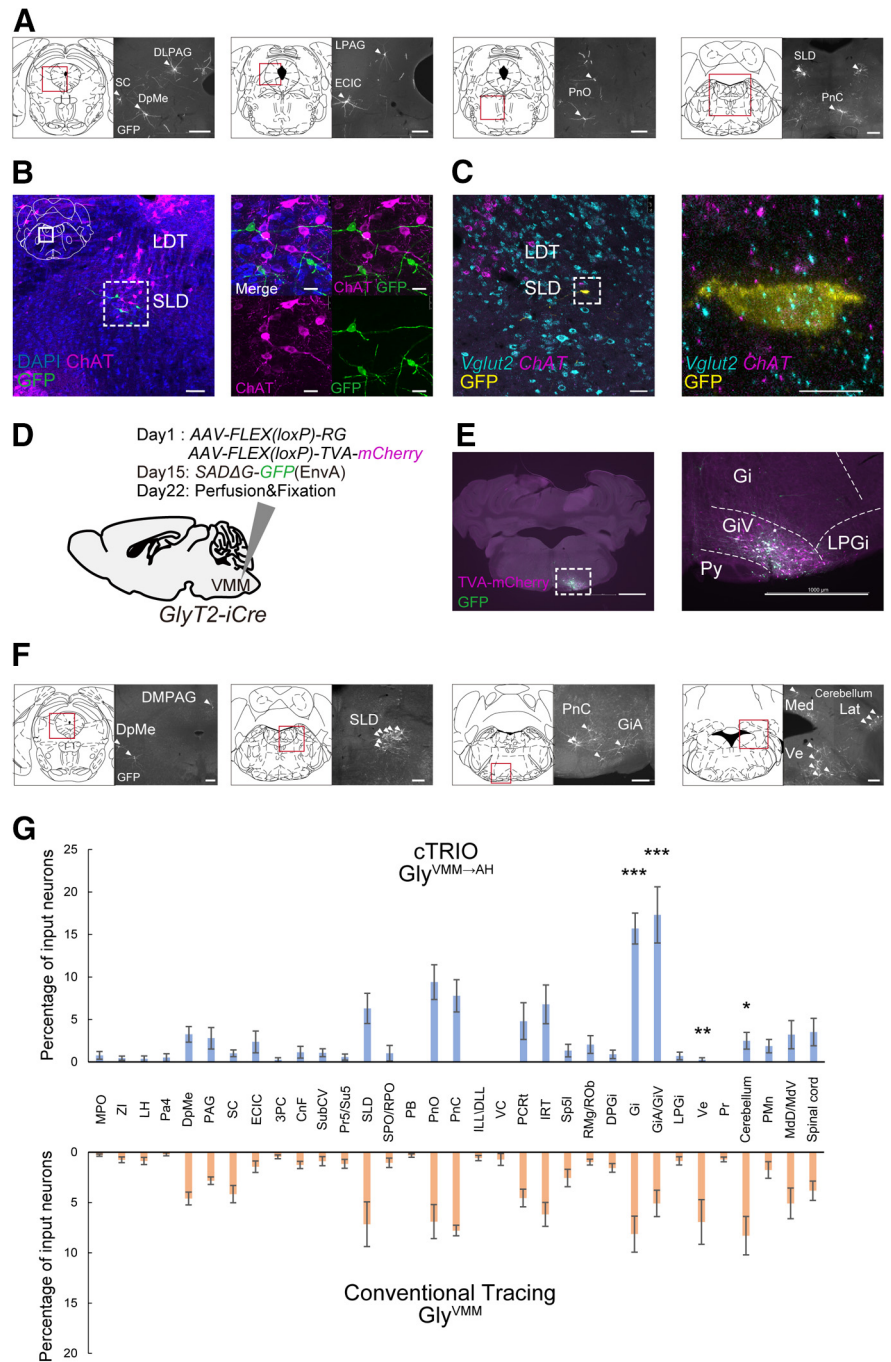 A
DLPAG
SC
DpMe
GFP
LPAG
ECIC
PnO
SLD
PnC
B
LDT
SLD
DAPI ChAT
GFP
Merge
ChAT GFP
ChAT
GFP
C
LDT
SLD
Vglut2 ChAT
GFP
Vglut2 ChAT
GFP
D
Day1 : AAV-FLEX(loxP)-RG
AAV-FLEX(loxP)-TVA-mCherry
Day15: SADΔG-GFP(EnvA)
Day22: Perfusion&Fixation
VMM
GlyT2-iCre
E
TVA-mCherry
GFP
Gi
GiV
LPGi
Py
1000 μm
F
DMPAG
DpMe
GFP
SLD
PnC
GiA
Cerebellum
Med
Lat
Ve
G
cTRIO
Gly^VMM→AH
Percentage of input neurons
25
20
15
10
5
0
***
***
**
*
MPO
ZI
LH
Pa4
DpMe
PAG
SC
ECIC
3PC
CnF
SubCV
Pr5/Su5
SLD
SPO/RPO
PB
PnO
PnC
ILL\DLL
VC
PCRt
IRT
Sp5I
RMg/ROb
DPGi
Gi
GiA/GiV
LPGi
Ve
Pr
Cerebellum
PMn
MdD/MdV
Spinal cord
Percentage of input neurons
0
5
10
15
20
Conventional Tracing
Gly^VMM